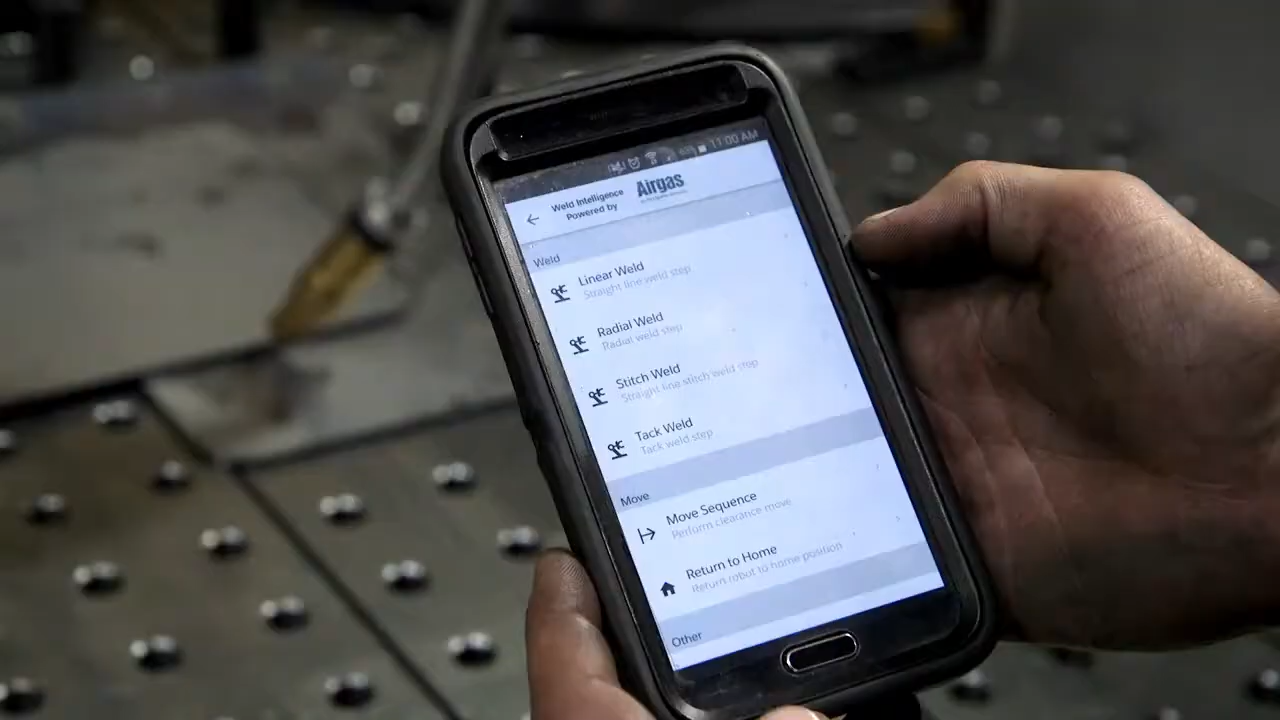 11:00 AM
Weld Intelligence
Powered by
Airgas
Weld
Linear Weld
Straight line weld step
Radial Weld
Radial weld step
Stitch Weld
Straight line stitch weld step
Tack Weld
Tack weld step
Move
Move Sequence
Perform clearance move
Return to Home
Return robot to home position
Other